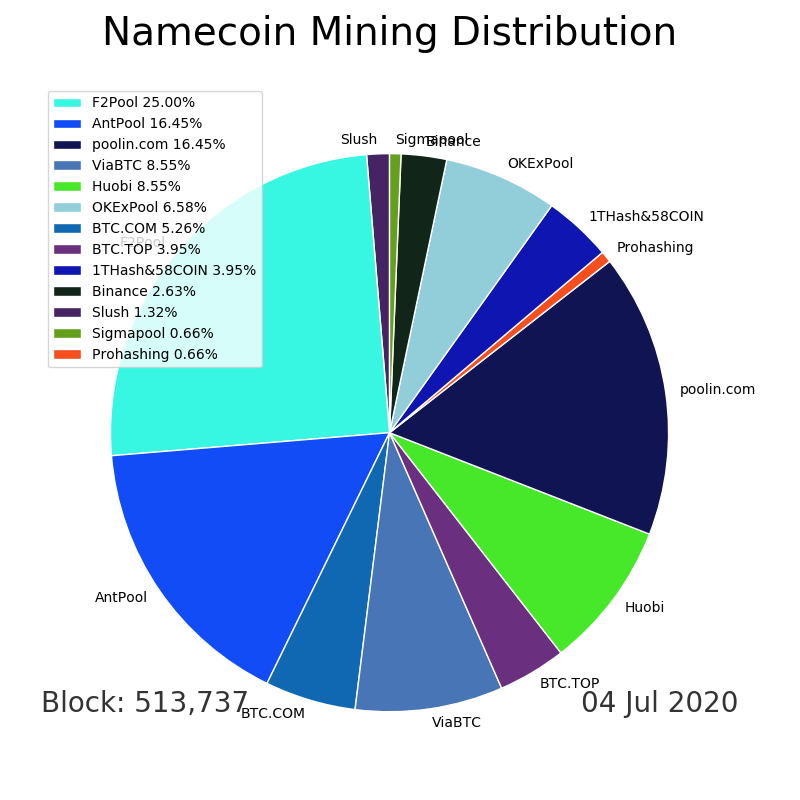 Namecoin Mining Distribution
F2Pool 25.00%
AntPool 16.45%
poolin.com 16.45%
ViaBTC 8.55%
Huobi 8.55%
OKExPool 6.58%
BTC.COM 5.26%
BTC.TOP 3.95%
1THash&58COIN 3.95%
Binance 2.63%
Slush 1.32%
Sigmapool 0.66%
Prohashing 0.66%
Slush
Sigmapool
Binance
OKExPool
1THash&58COIN
Prohashing
F2Pool
poolin.com
AntPool
Huobi
BTC.TOP
BTC.COM
ViaBTC
Block: 513,737
04 Jul 2020